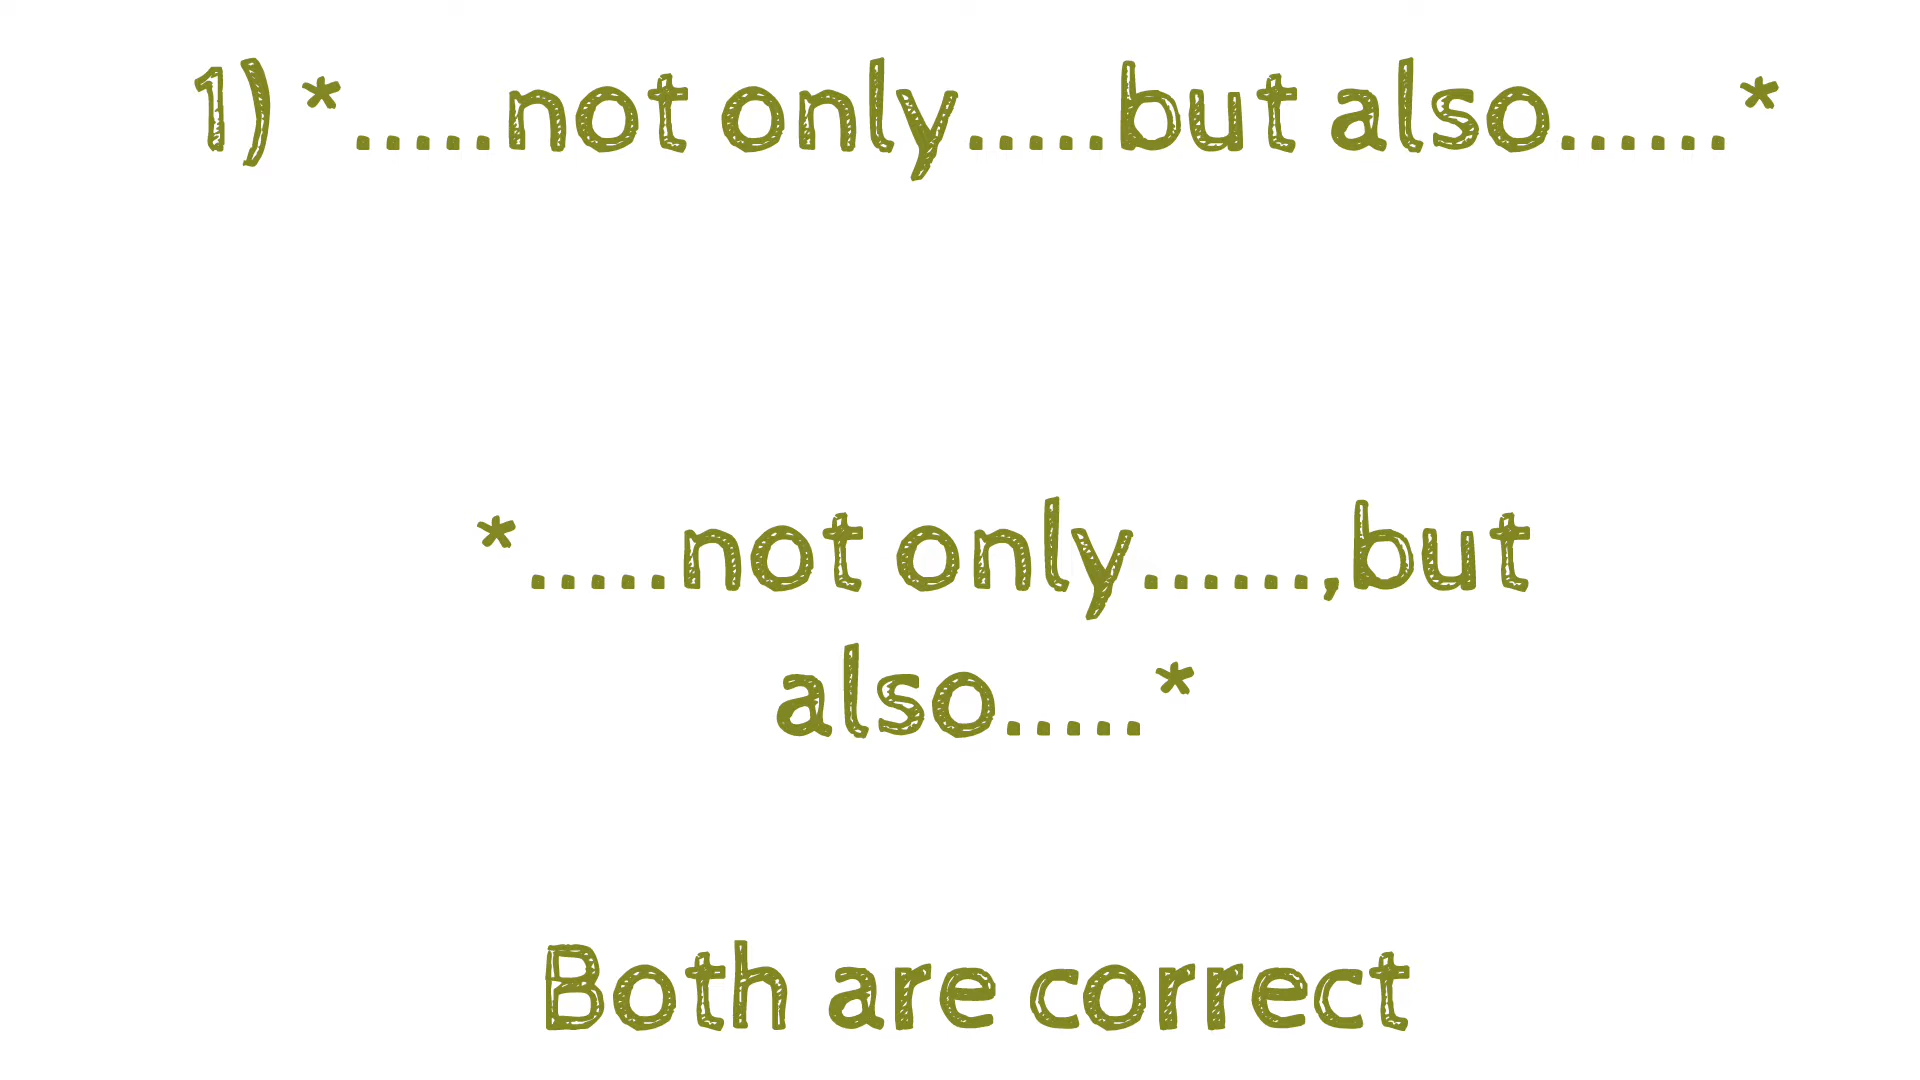 1) *.....not only.....but also......*
*.....not only......,but
also.....*
Both are correct